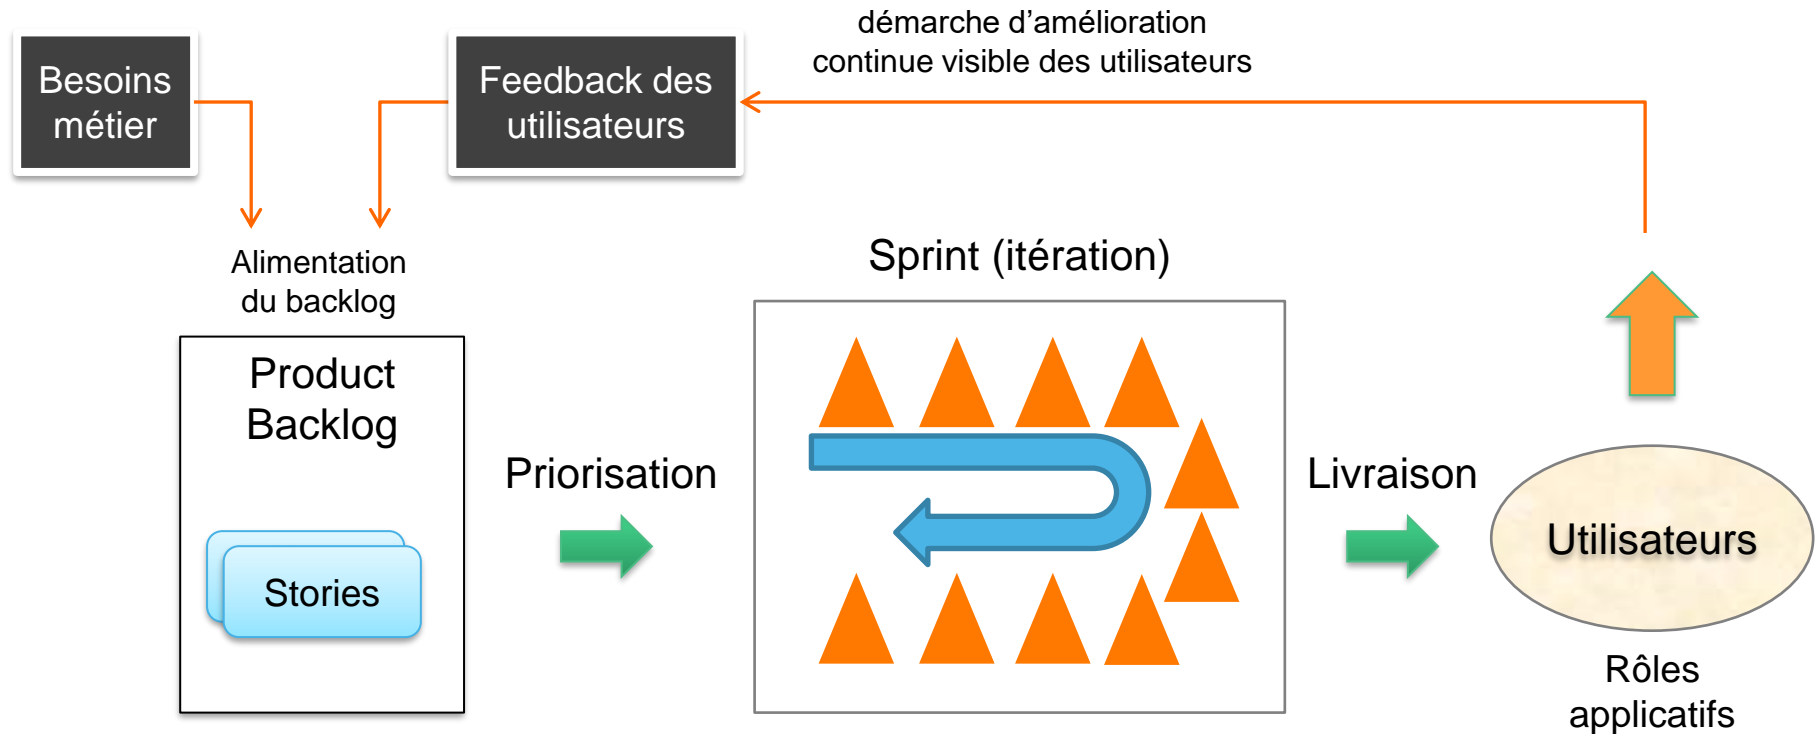 démarche d’amélioration
continue visible des utilisateurs
Besoins
métier
Feedback des
utilisateurs
Alimentation
du backlog
Sprint (itération)
Product
Backlog
Stories
Priorisation
Livraison
Utilisateurs
Rôles
applicatifs